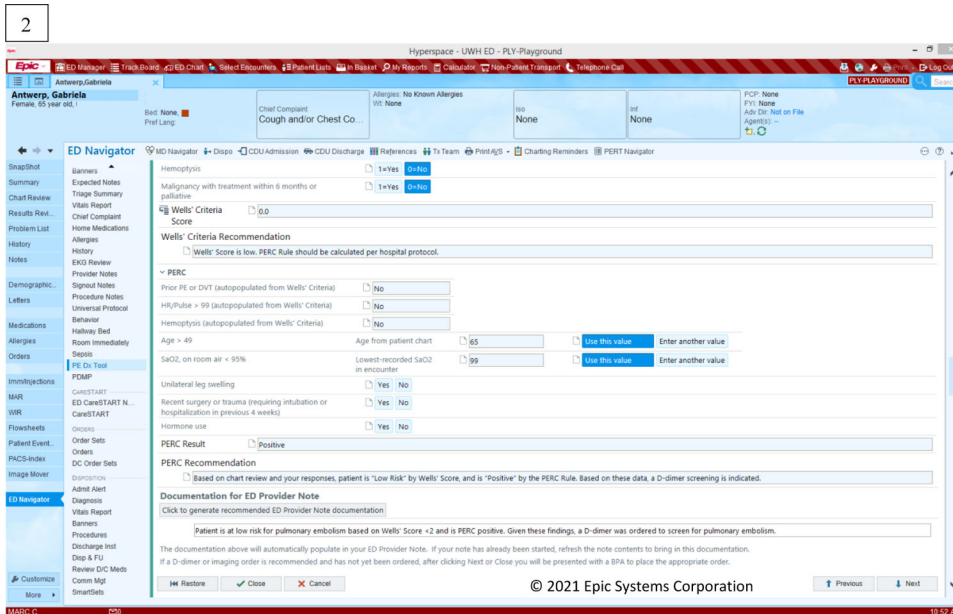 2
Hyperspace - UWH ED - PLY-Playground
Epic ED Manager Track Board ED Chart Select Encounters Patient Lists In Basket My Reports Calculator Non-Patient Transport Telephone Call Print Log Out
Antwerp,Gabriela PLY-PLAYGROUND
Antwerp, Gabriela
Female, 65 year old,
Bed: None,
Pref Lang:
Chief Complaint
Cough and/or Chest Co...
Allergies: No Known Allergies
Wt: None
Iso
None
Inf
None
PCP: None
FYI: None
Adv Dir: Not on File
Agent(s): --
ED Navigator MD Navigator Dispo CDU Admission CDU Discharge References Tx Team Print AVS Charting Reminders PERT Navigator
SnapShot
Summary
Chart Review
Results Revi...
Problem List
History
Notes
Demographic...
Letters
Medications
Allergies
Orders
Imm/Injections
MAR
WIR
Flowsheets
Patient Event...
PACS-Index
Image Mover
ED Navigator
Customize
More
Banners
Expected Notes
Triage Summary
Vitals Report
Chief Complaint
Home Medications
Allergies
History
EKG Review
Provider Notes
Signout Notes
Procedure Notes
Universal Protocol
Behavior
Hallway Bed
Room Immediately
Sepsis
PE Dx Tool
PDMP
CARESTART
ED CareSTART N...
CareSTART
ORDERS
Order Sets
Orders
DC Order Sets
DISPOSITION
Admit Alert
Diagnosis
Vitals Report
Banners
Procedures
Discharge Inst
Disp & FU
Review D/C Meds
Comm Mgt
SmartSets
Hemoptysis 1=Yes 0=No
Malignancy with treatment within 6 months or 1=Yes 0=No
palliative
Wells' Criteria 0.0
Score
Wells' Criteria Recommendation
Wells' Score is low. PERC Rule should be calculated per hospital protocol.
PERC
Prior PE or DVT (autopopulated from Wells' Criteria) No
HR/Pulse > 99 (autopopulated from Wells' Criteria) No
Hemoptysis (autopopulated from Wells' Criteria) No
Age > 49 Age from patient chart 65 Use this value Enter another value
SaO2, on room air < 95% Lowest-recorded SaO2 99 Use this value Enter another value
in encounter
Unilateral leg swelling Yes No
Recent surgery or trauma (requiring intubation or Yes No
hospitalization in previous 4 weeks)
Hormone use Yes No
PERC Result Positive
PERC Recommendation
Based on chart review and your responses, patient is "Low Risk" by Wells' Score, and is "Positive" by the PERC Rule. Based on these data, a D-dimer screening is indicated.
Documentation for ED Provider Note
Click to generate recommended ED Provider Note documentation
Patient is at low risk for pulmonary embolism based on Wells' Score <2 and is PERC positive. Given these findings, a D-dimer was ordered to screen for pulmonary embolism.
The documentation above will automatically populate in your ED Provider Note. If your note has already been started, refresh the note contents to bring in this documentation.
If a D-dimer or imaging order is recommended and has not yet been ordered, after clicking Next or Close you will be presented with a BPA to place the appropriate order.
Restore Close Cancel © 2021 Epic Systems Corporation Previous Next
MARC C. 0 10:52